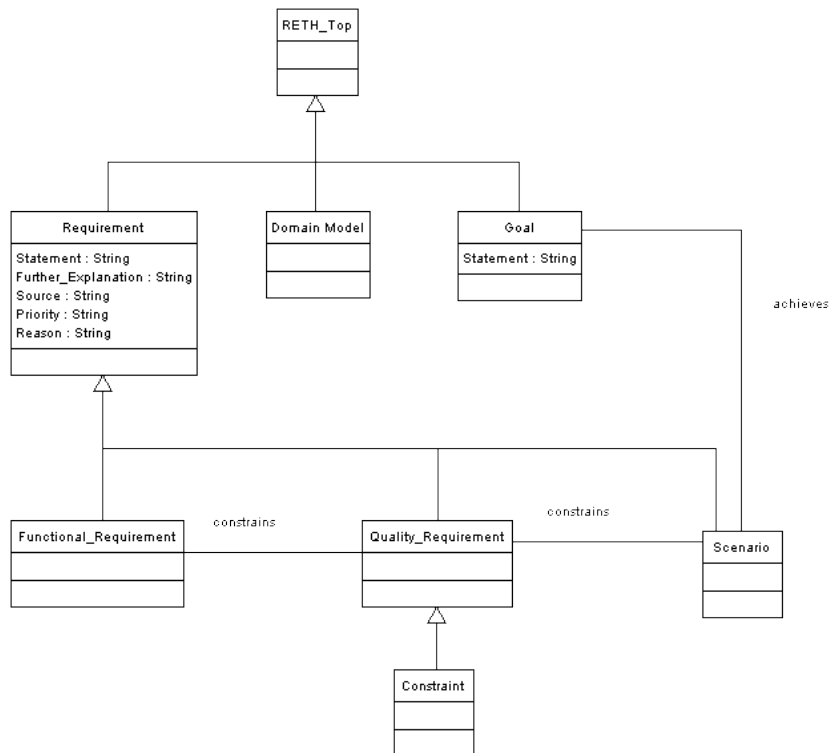 RETH_Top
Requirement
Statement : String
Further_Explanation : String
Source : String
Priority : String
Reason : String
Domain Model
Goal
Statement : String
achieves
constrains
constrains
Functional_Requirement
Quality_Requirement
Scenario
Constraint